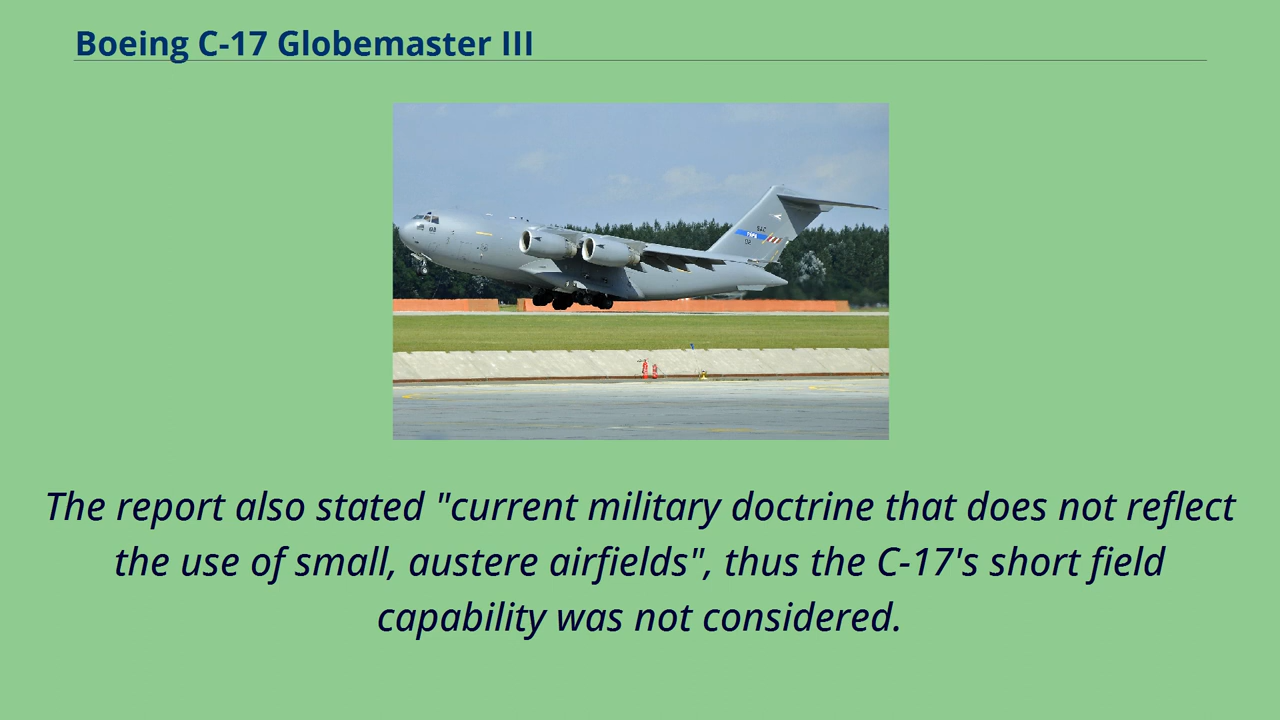 Boeing C-17 Globemaster III
The report also stated "current military doctrine that does not reflect
the use of small, austere airfields", thus the C-17's short field
capability was not considered.